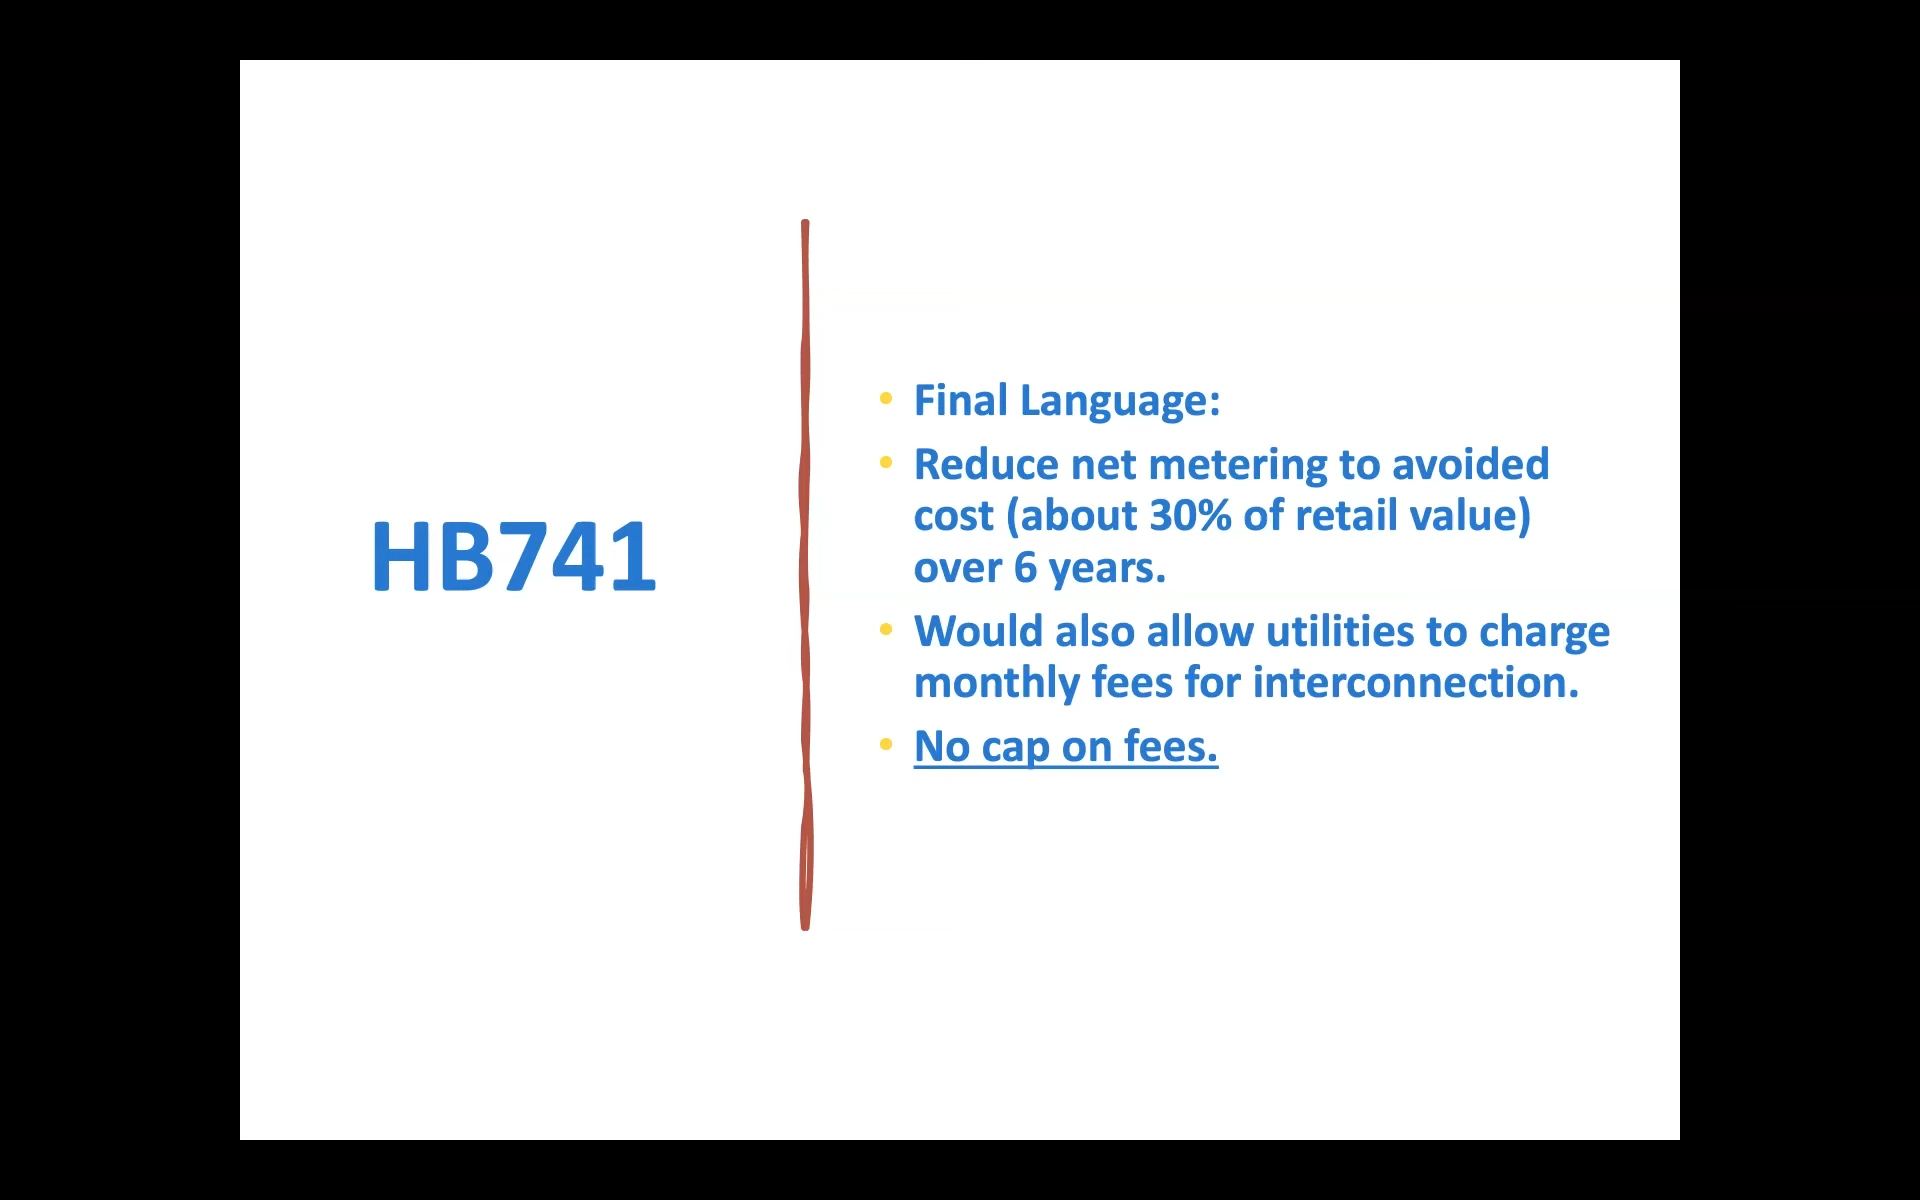 HB741
Final Language:
Reduce net metering to avoided
cost (about 30% of retail value)
over 6 years.
Would also allow utilities to charge
monthly fees for interconnection.
No cap on fees.